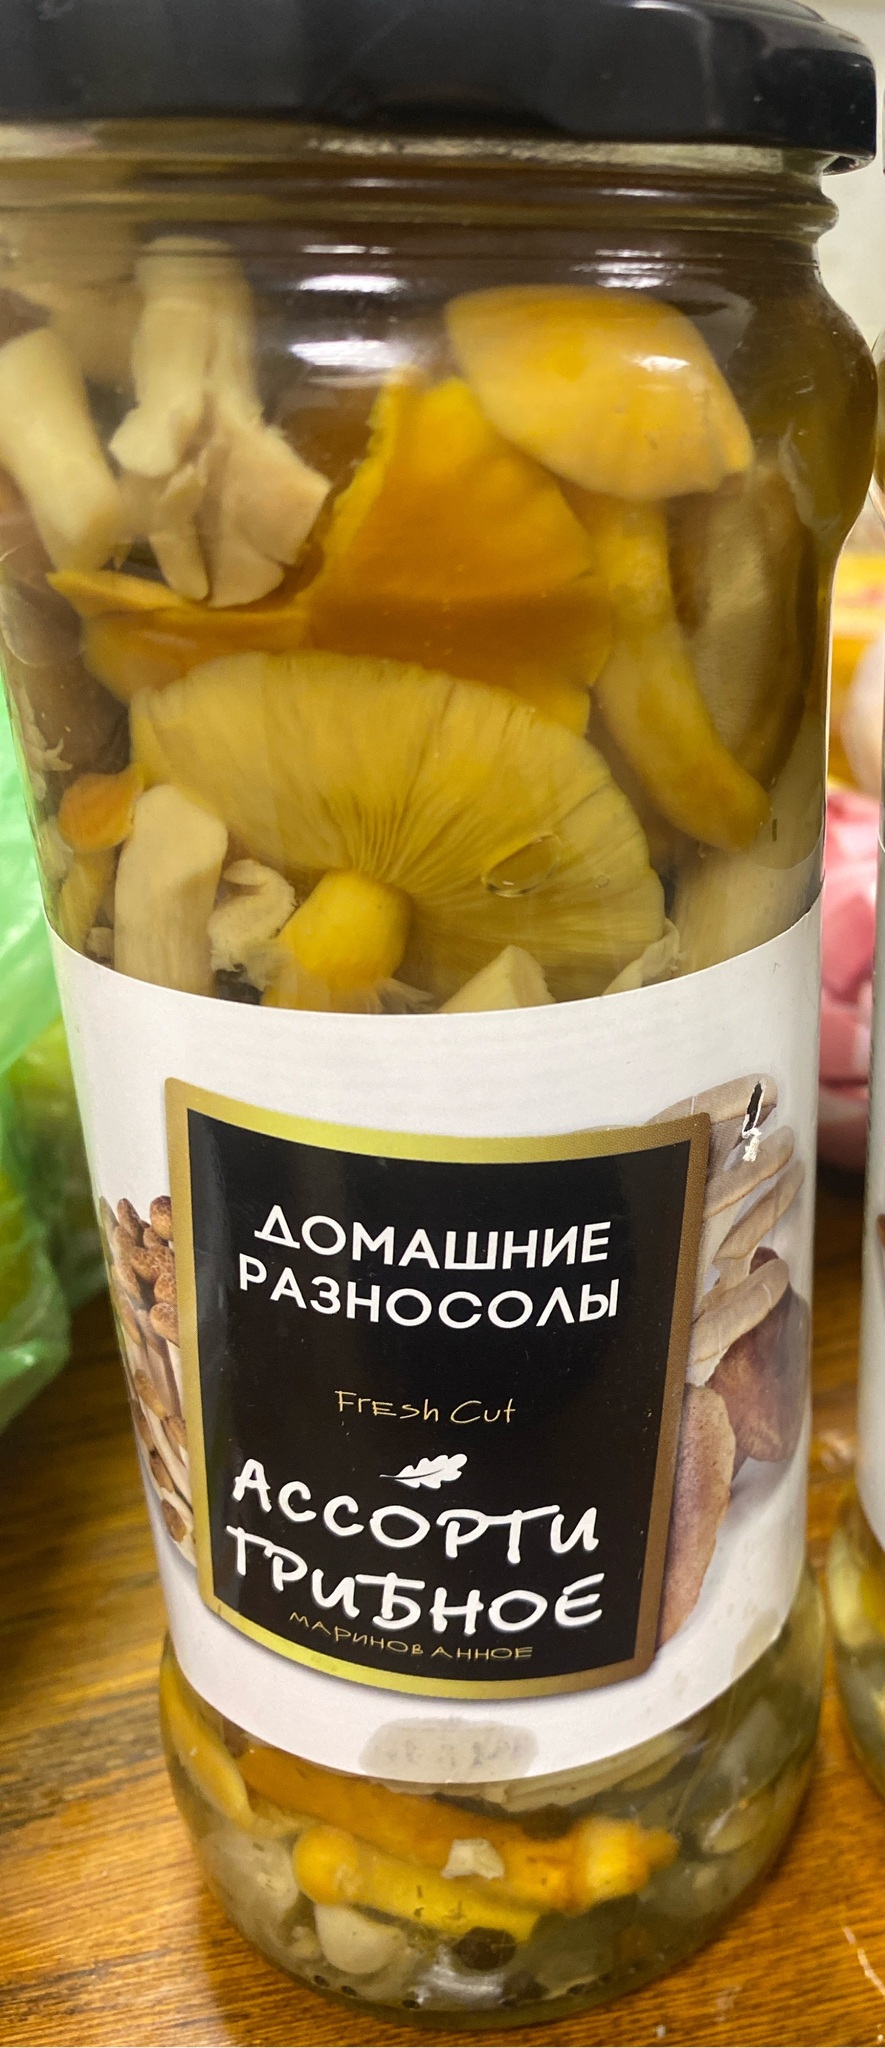 ДОМАШНИЕ
РАЗНОСОЛЫ
Fresh Cut
АССОРТИ
ГРИБНОЕ
МАРИНОВАННОЕ